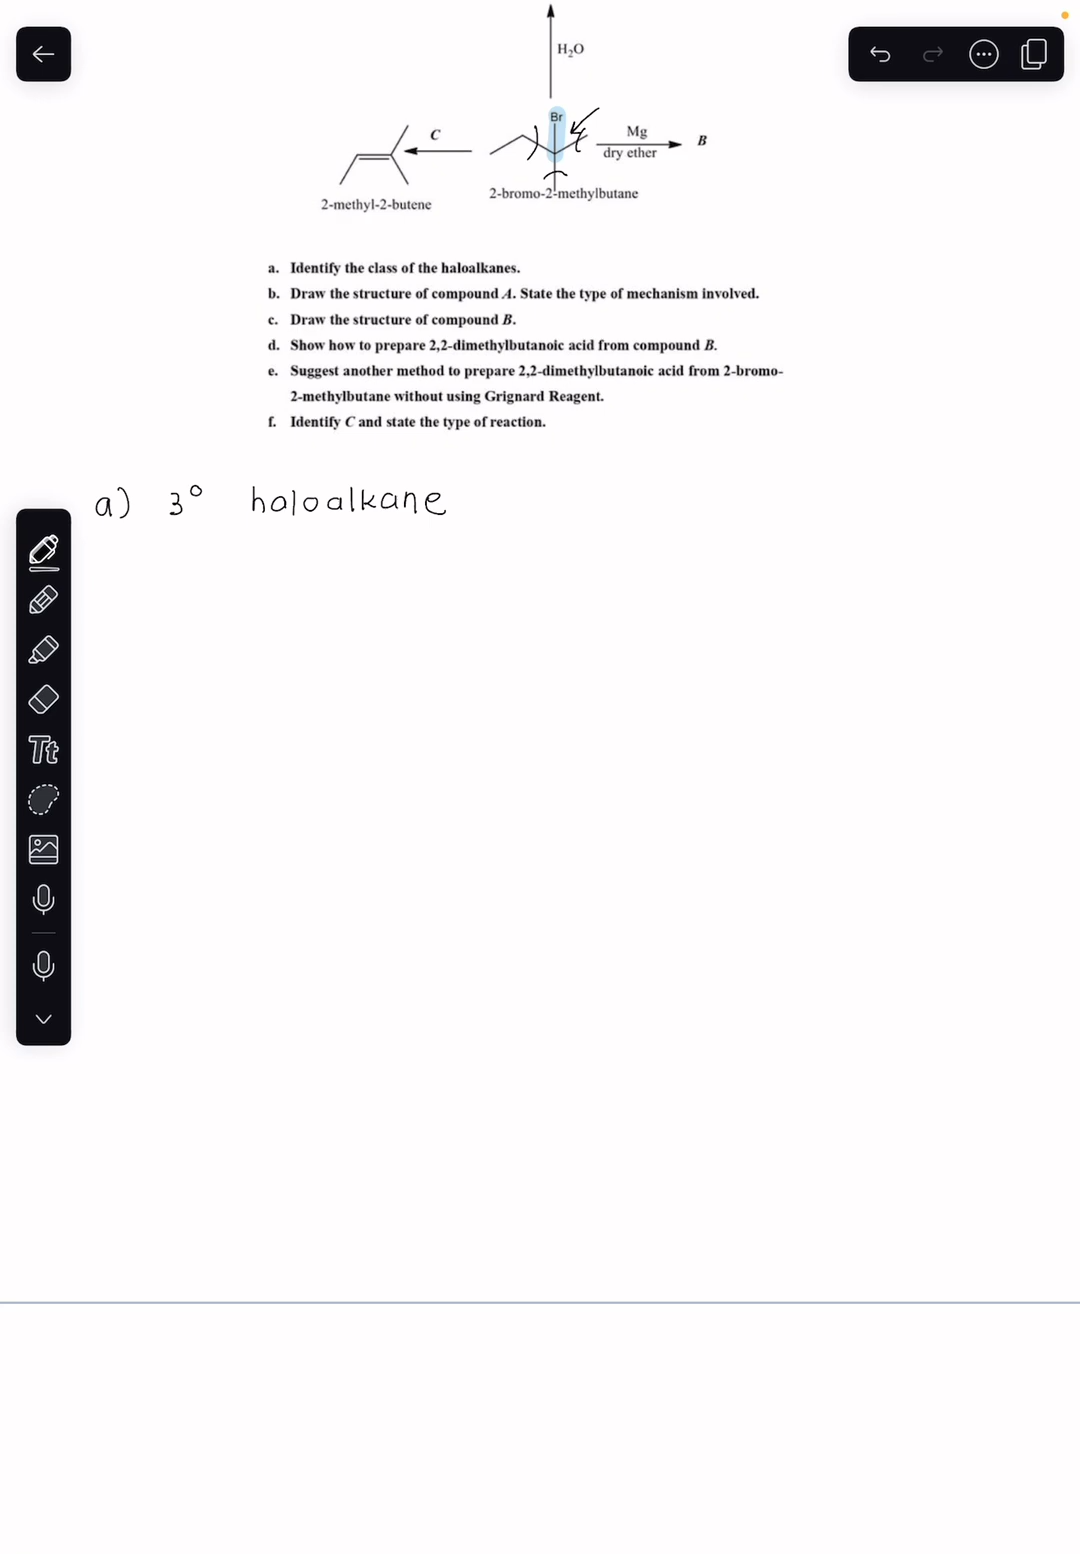 H₂O
Br
C
Mg
dry ether
B
2-methyl-2-butene
2-bromo-2-methylbutane
a. Identify the class of the haloalkanes.
b. Draw the structure of compound A. State the type of mechanism involved.
c. Draw the structure of compound B.
d. Show how to prepare 2,2-dimethylbutanoic acid from compound B.
e. Suggest another method to prepare 2,2-dimethylbutanoic acid from 2-bromo-
2-methylbutane without using Grignard Reagent.
f. Identify C and state the type of reaction.
a) 3° haloalkane
Tt